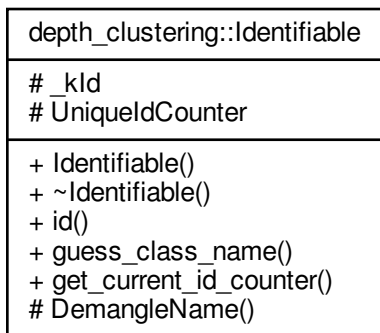 depth_clustering::Identifiable
# _kId
# UniqueIdCounter
+ Identifiable()
+ ~Identifiable()
+ id()
+ guess_class_name()
+ get_current_id_counter()
# DemangleName()